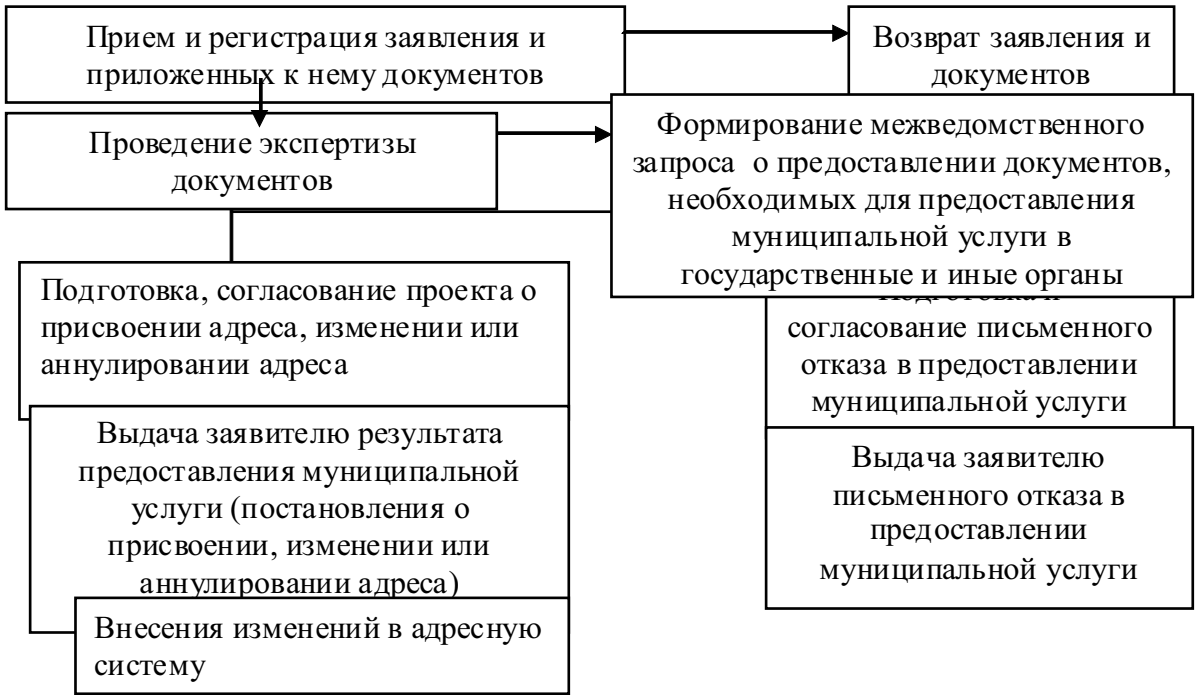 Прием и регистрация заявления и
приложенных к нему документов
Возврат заявления и
документов
Проведение экспертизы
документов
Формирование межведомственного
запроса о предоставлении документов,
необходимых для предоставления
муниципальной услуги в
государственные и иные органы
Подготовка, согласование проекта о
присвоении адреса, изменении или
аннулировании адреса
согласование письменного
отказа в предоставлении
муниципальной услуги
Выдача заявителю результата
предоставления муниципальной
услуги (постановления о
присвоении, изменении или
аннулировании адреса)
Выдача заявителю
письменного отказа в
предоставлении
муниципальной услуги
Внесения изменений в адресную
систему